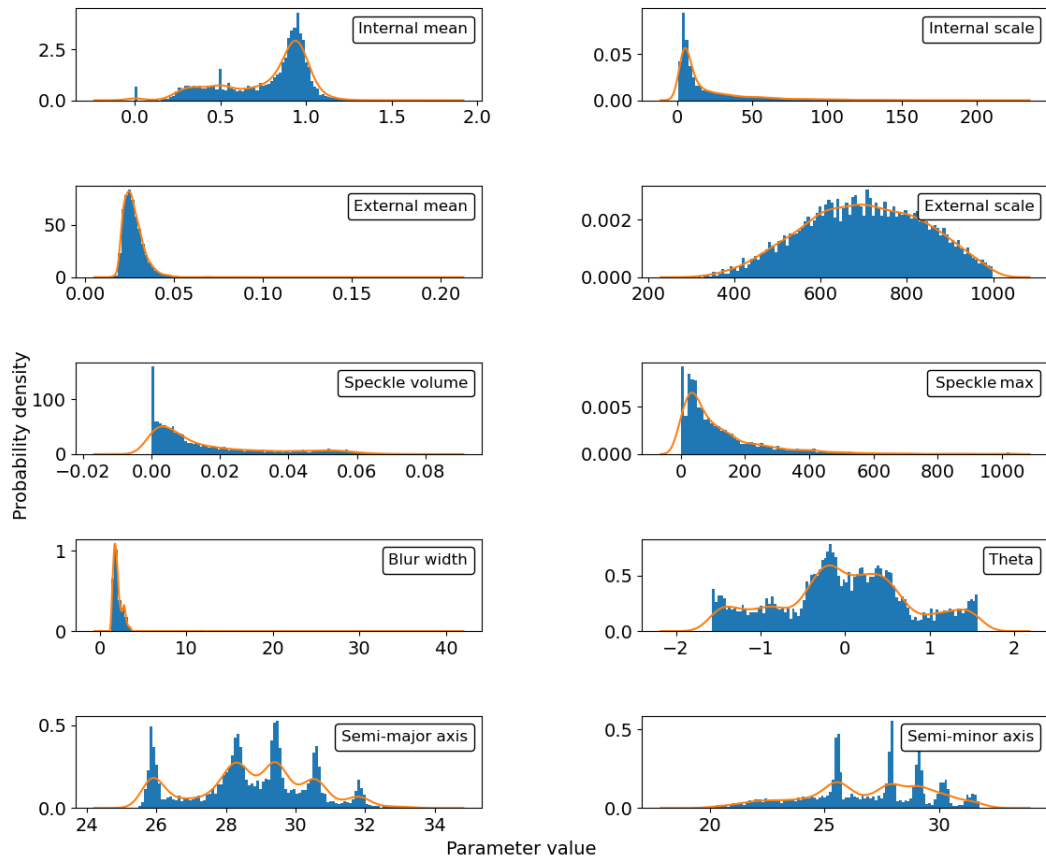 Internal mean
2.5
0.0
0.0 0.5 1.0 1.5 2.0
Internal scale
0.05
0.00
0 50 100 150 200
External mean
50
0
0.00 0.05 0.10 0.15 0.20
External scale
0.002
0.000
200 400 600 800 1000
Speckle volume
100
0
−0.02 0.00 0.02 0.04 0.06 0.08
Speckle max
0.005
0.000
0 200 400 600 800 1000
Probability density
Blur width
1
0
0 10 20 30 40
Theta
0.5
0.0
−2 −1 0 1 2
Semi-major axis
0.5
0.0
24 26 28 30 32 34
Semi-minor axis
0.5
0.0
20 25 30
Parameter value